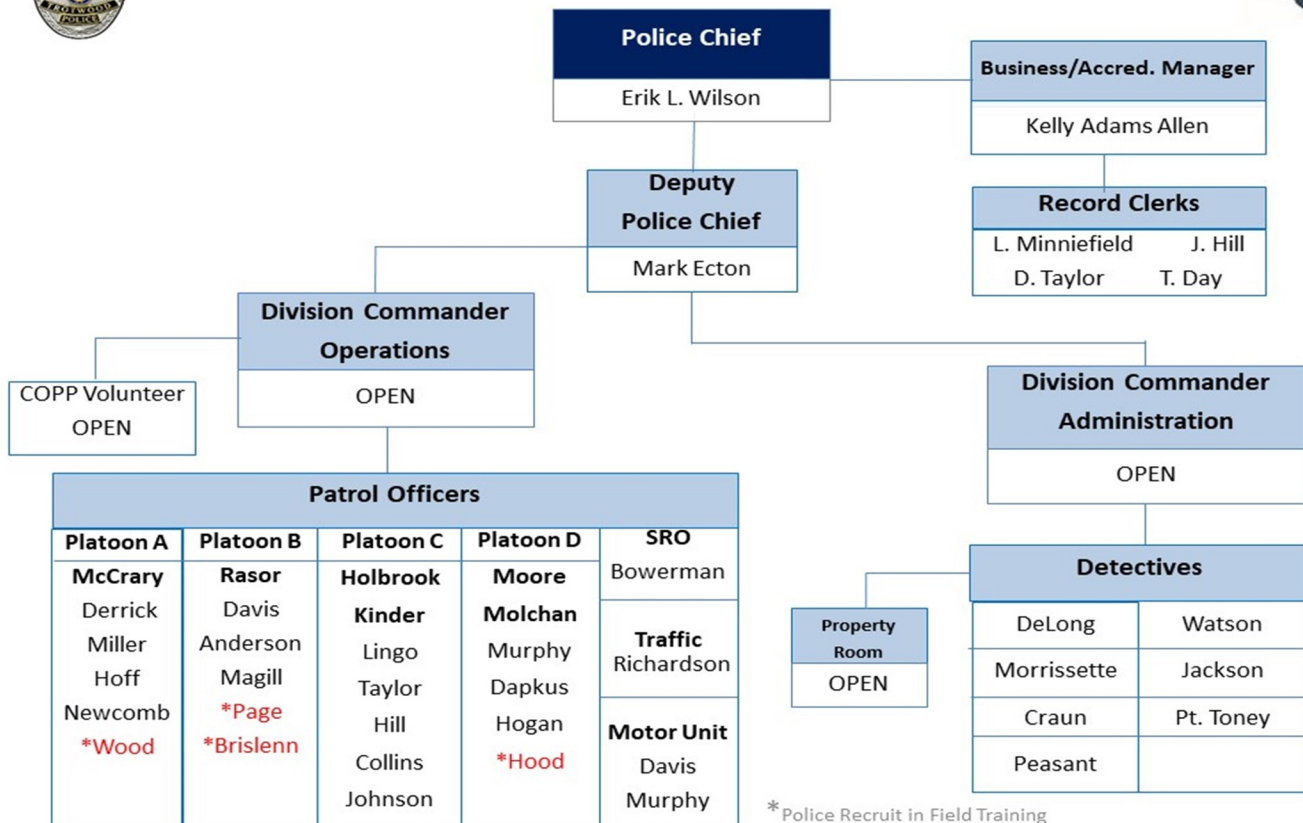 TROTWOOD
POLICE
Police Chief
Erik L. Wilson
Business/Accred. Manager
Kelly Adams Allen
Record Clerks
L. Minniefield J. Hill
D. Taylor T. Day
Deputy
Police Chief
Mark Ecton
Division Commander
Operations
OPEN
COPP Volunteer
OPEN
Division Commander
Administration
OPEN
Patrol Officers
Platoon A
McCrary
Derrick
Miller
Hoff
Newcomb
*Wood
Platoon B
Rasor
Davis
Anderson
Magill
*Page
*Brislenn
Platoon C
Holbrook
Kinder
Lingo
Taylor
Hill
Collins
Johnson
Platoon D
Moore
Molchan
Murphy
Dapkus
Hogan
*Hood
SRO
Bowerman
Traffic
Richardson
Motor Unit
Davis
Murphy
Property
Room
OPEN
Detectives
DeLong Watson
Morrissette Jackson
Craun Pt. Toney
Peasant
*Police Recruit in Field Training